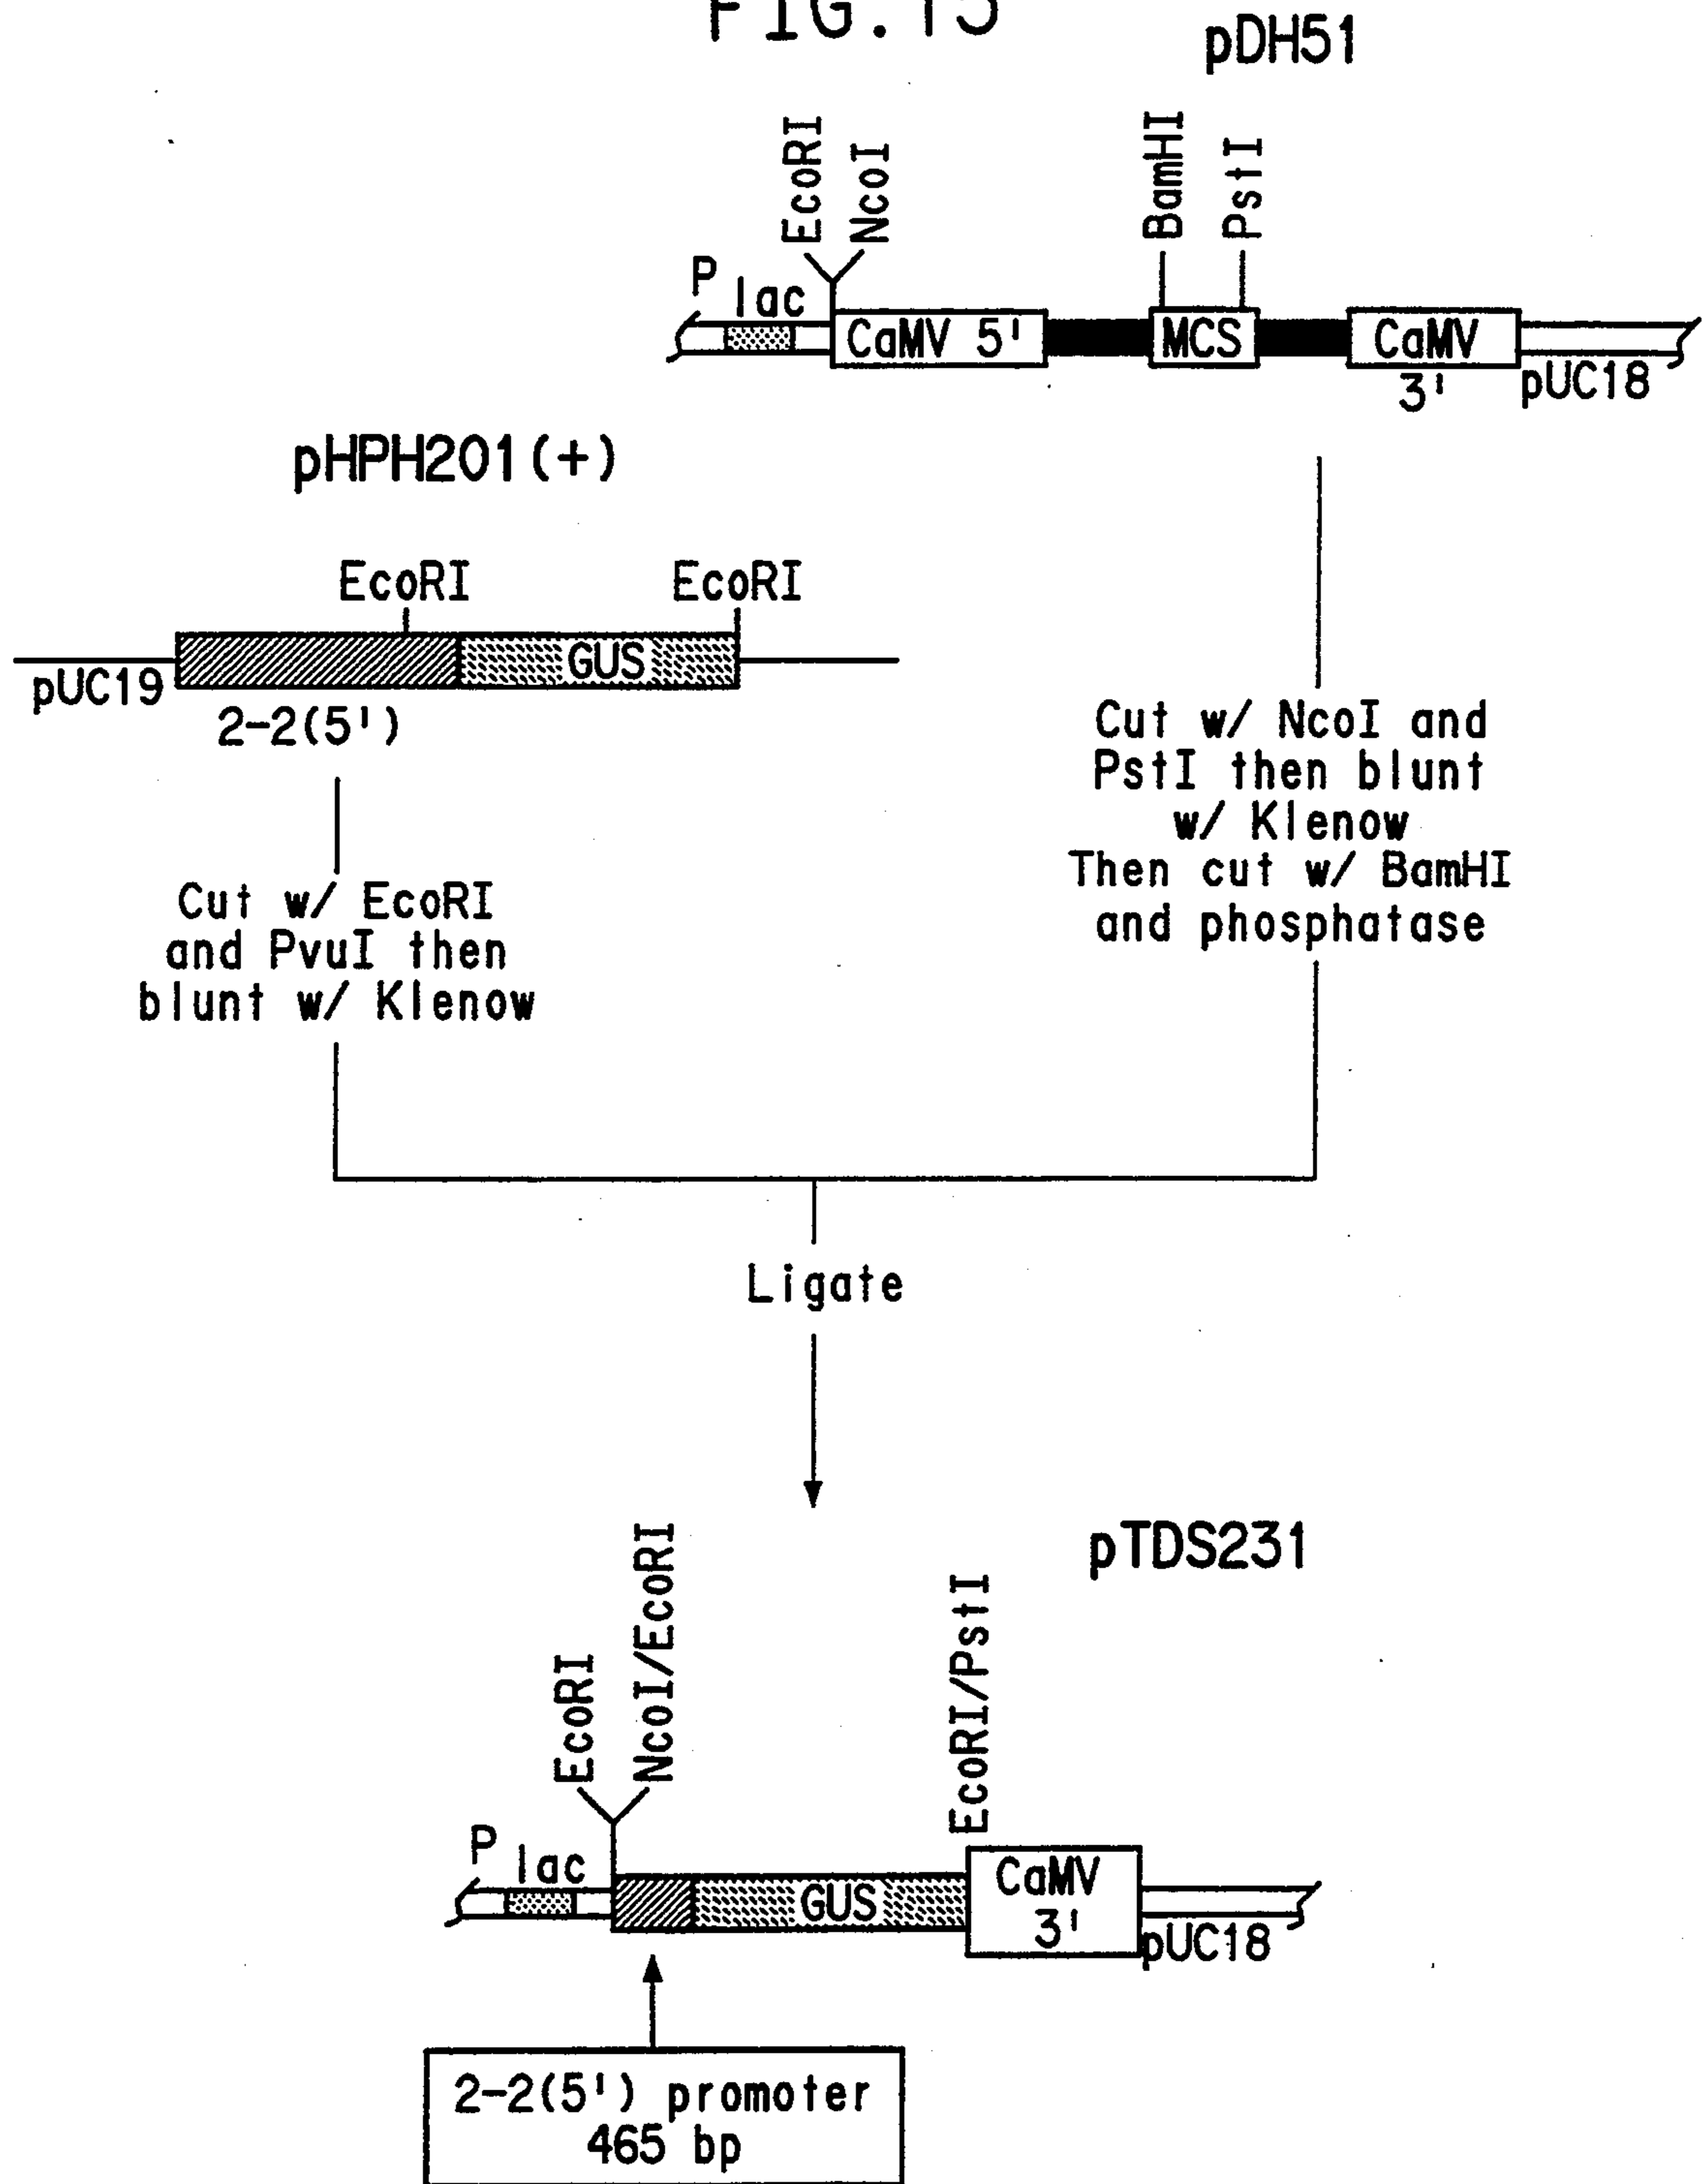 FIG.15
pDH51
EcoRI
NcoI
BamHI
PstI
P lac
CaMV 5'
MCS
CaMV
3'
pUC18
pHPH201(+)
EcoRI
EcoRI
GUS
pUC19
2-2(5')
Cut w/ NcoI and
PstI then blunt
w/ Klenow
Then cut w/ BamHI
and phosphatase
Cut w/ EcoRI
and PvuI then
blunt w/ Klenow
Ligate
pTDS231
EcoRI
NcoI/EcoRI
EcoRI/PstI
P lac
GUS
CaMV
3'
pUC18
2-2(5') promoter
465 bp